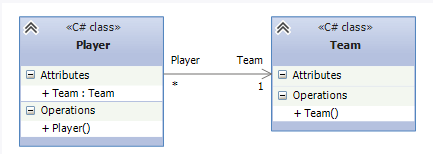 «C# class»
Player
Attributes
+ Team : Team
Operations
+ Player()
Player Team
* 1
«C# class»
Team
Attributes
Operations
+ Team()